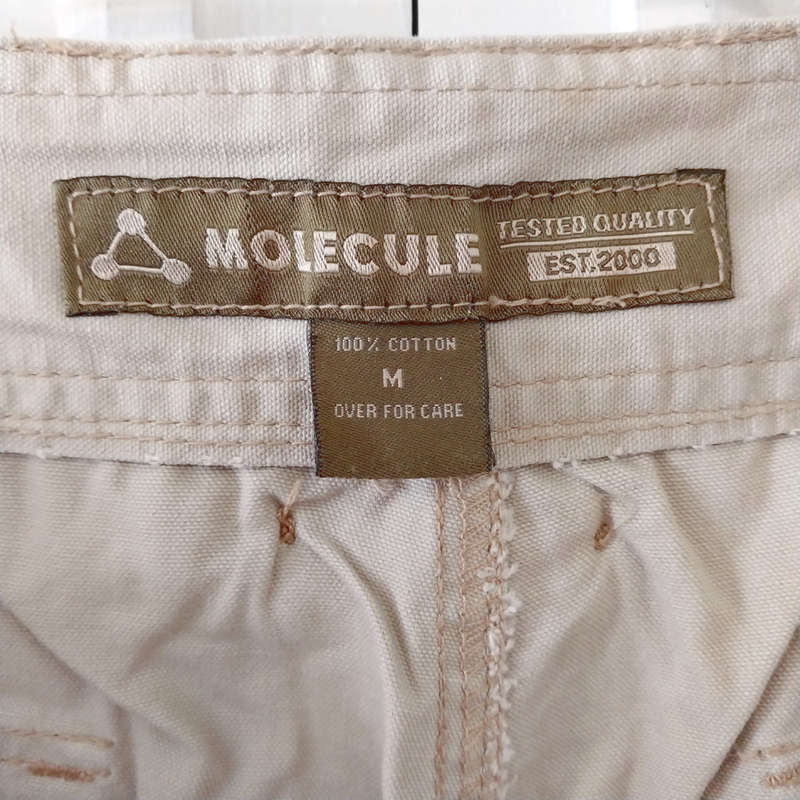 MOLECULE
TESTED QUALITY
EST.2000
100% COTTON
M
OVER FOR CARE